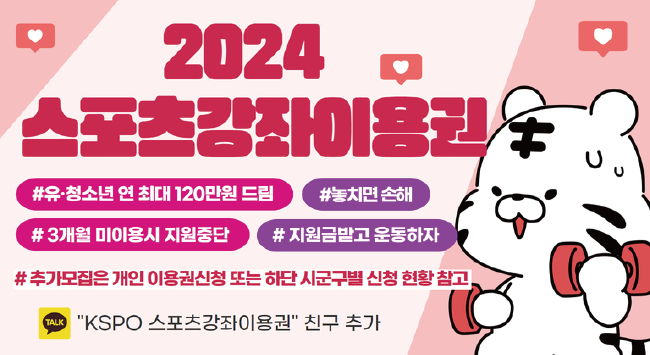 2024
스포츠강좌이용권
#유·청소년 연 최대 120만원 드림 #놓치면 손해
# 3개월 미이용시 지원중단 # 지원금받고 운동하자
# 추가모집은 개인 이용권신청 또는 하단 시군구별 신청 현황 참고
TALK "KSPO 스포츠강좌이용권" 친구 추가